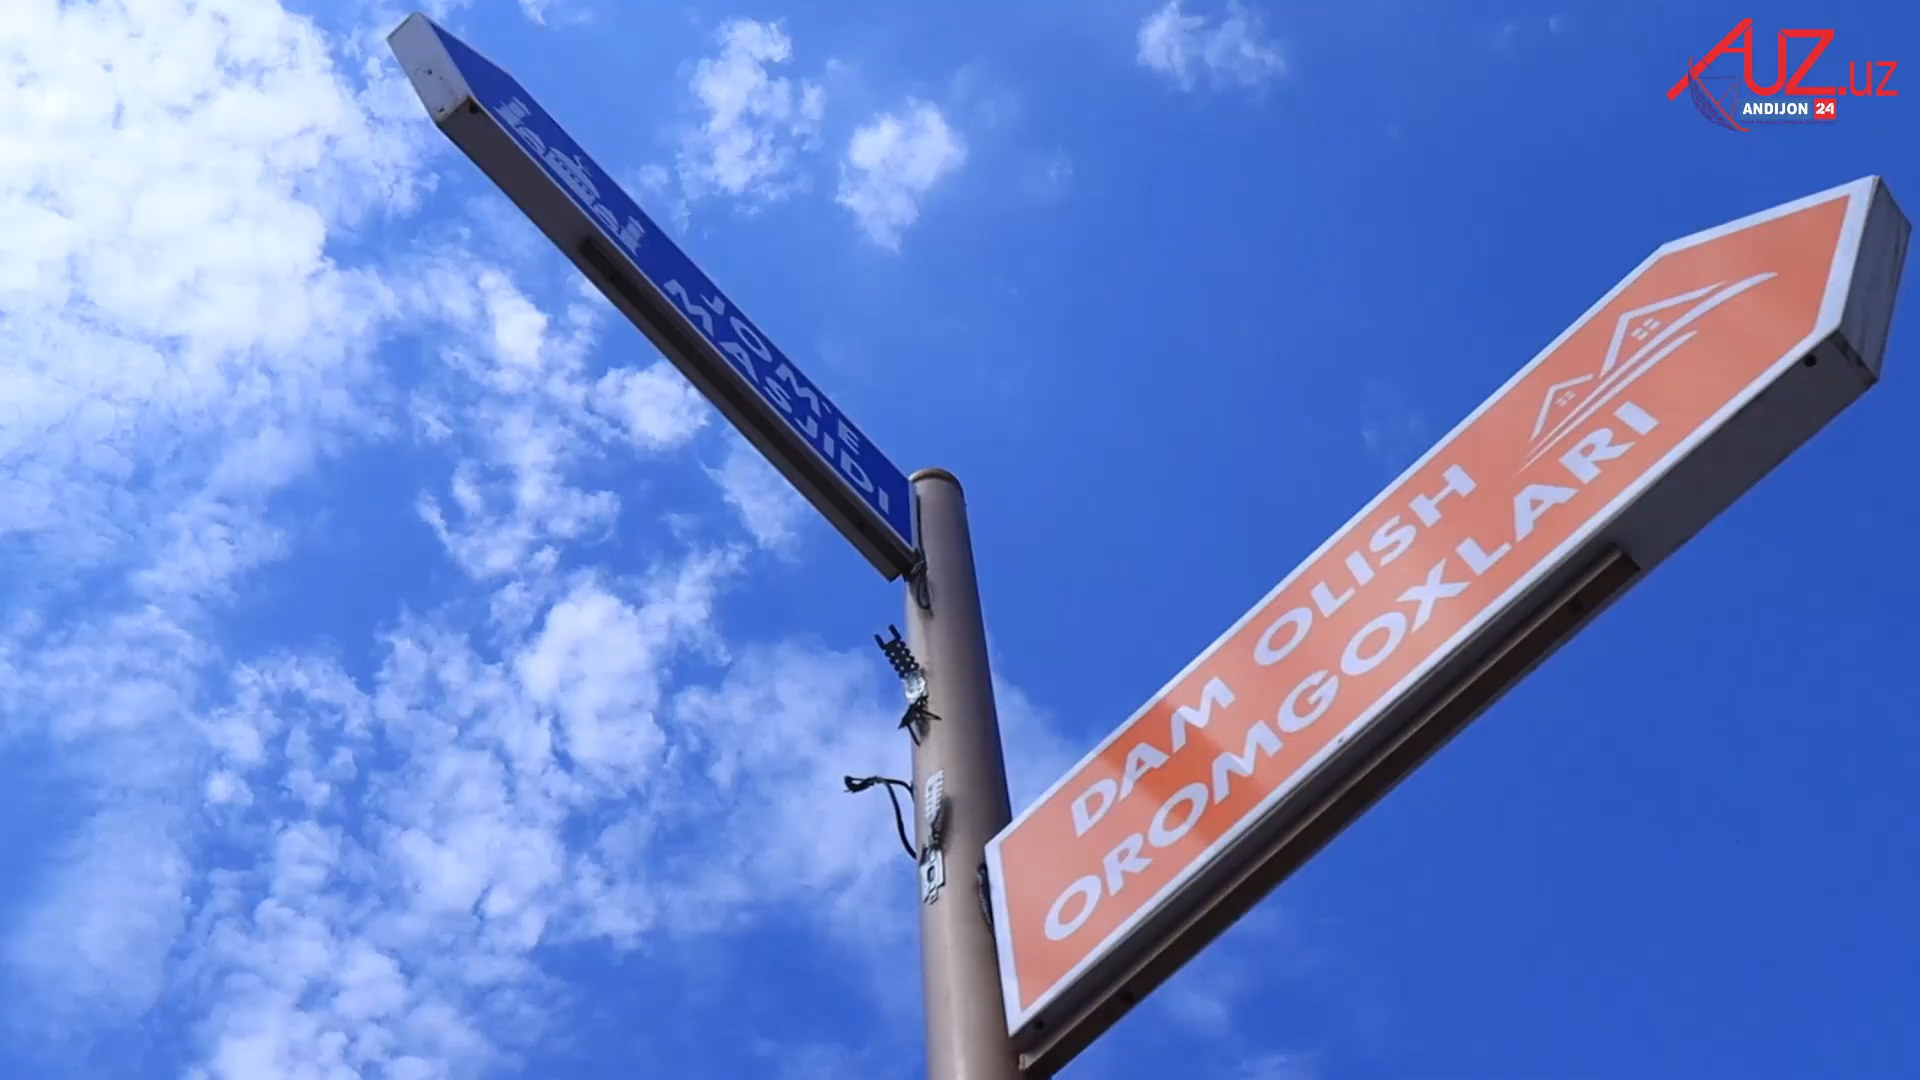 AUZ.uz
ANDIJON 24
JOME
MASJIDI
DAM OLISH
OROMGOXLARI